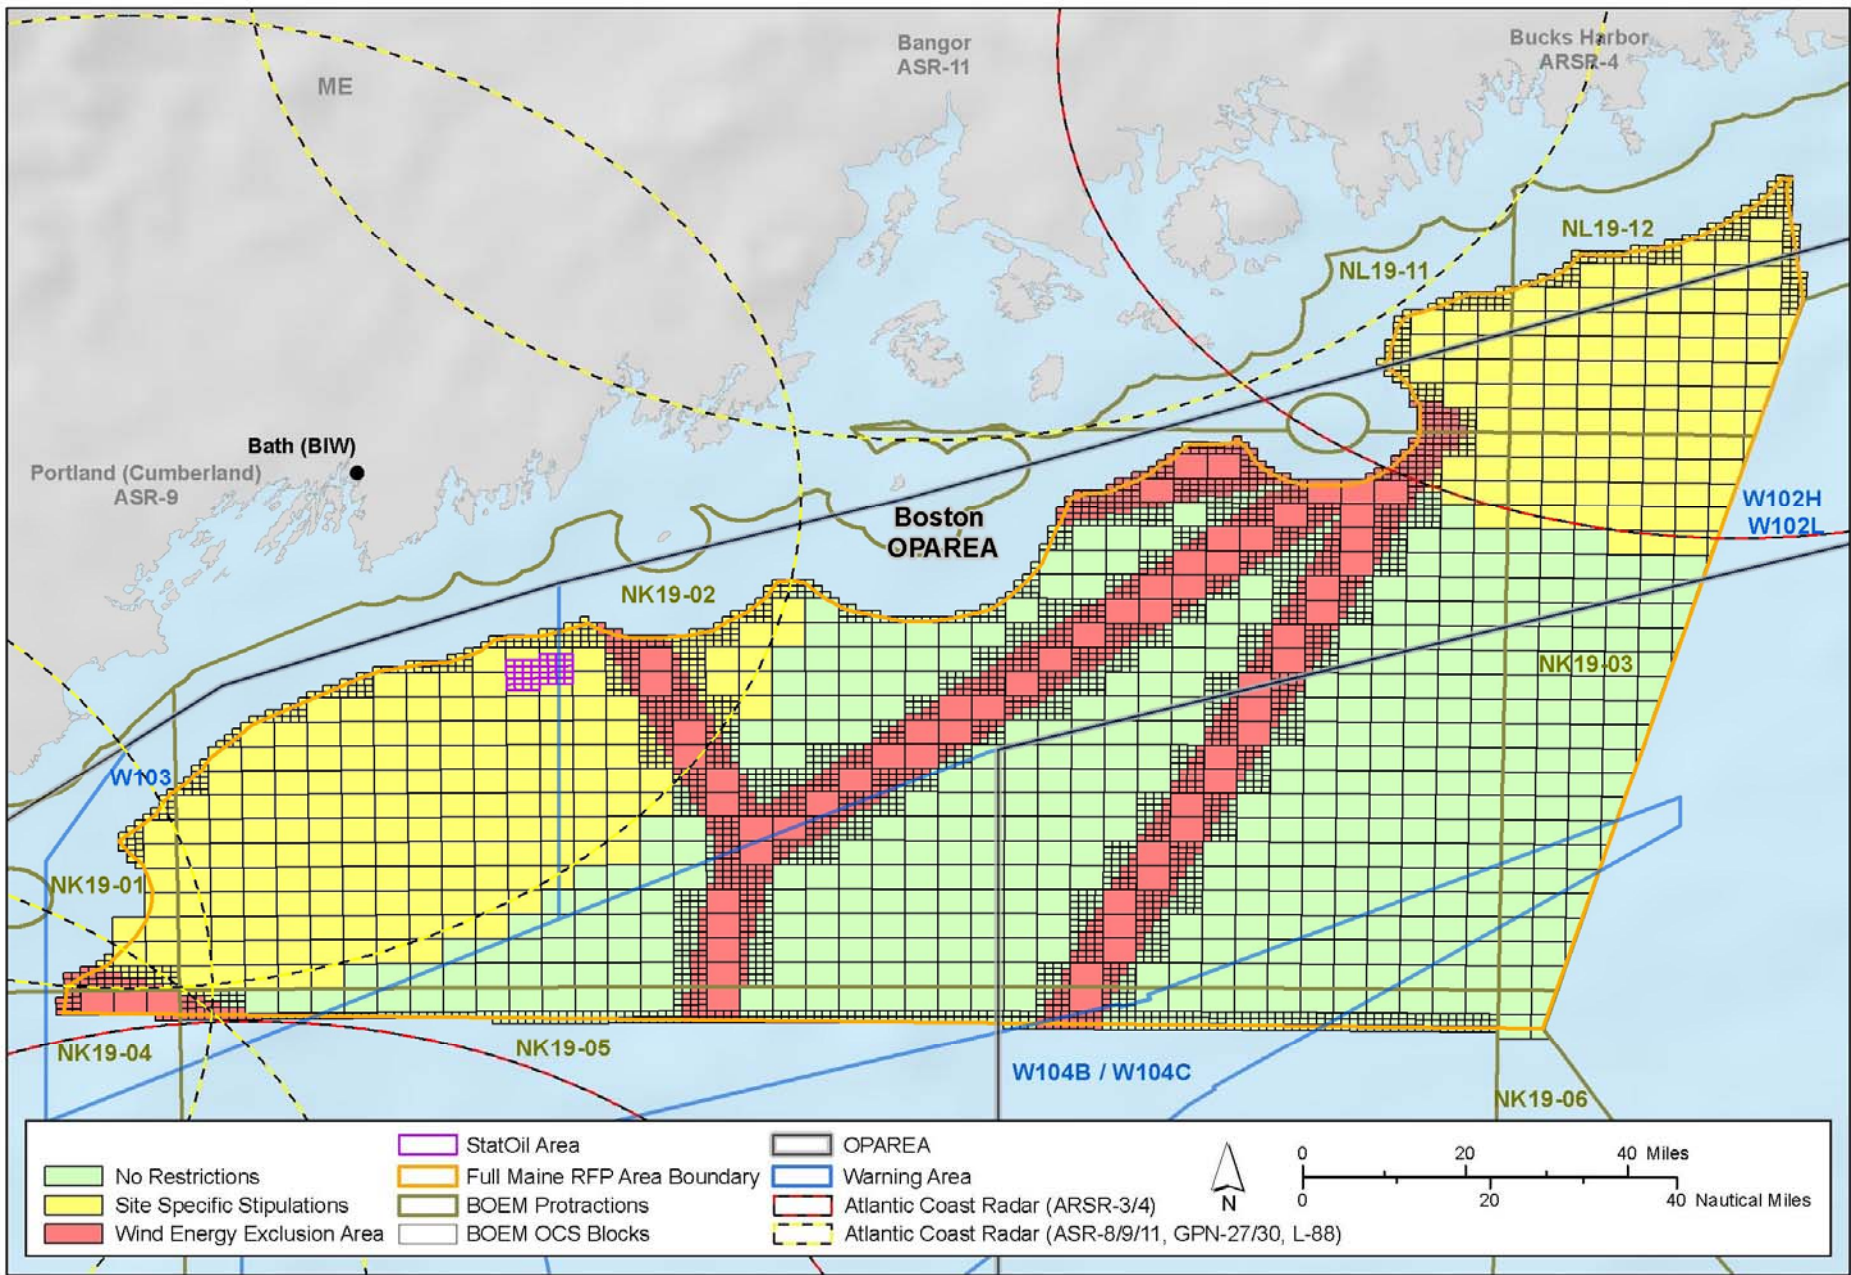 Bangor
ASR-11
Bucks Harbor
ARSR-4
ME
NL19-12
NL19-11
Bath (BIW)
Portland (Cumberland)
ASR-9
W102H
W102L
Boston
OPAREA
NK19-02
NK19-03
W103
NK19-01
NK19-04
NK19-05
W104B / W104C
NK19-06
No Restrictions
Site Specific Stipulations
Wind Energy Exclusion Area
StatOil Area
Full Maine RFP Area Boundary
BOEM Protractions
BOEM OCS Blocks
OPAREA
Warning Area
Atlantic Coast Radar (ARSR-3/4)
Atlantic Coast Radar (ASR-8/9/11, GPN-27/30, L-88)
N
0 20 40 Miles
0 20 40 Nautical Miles